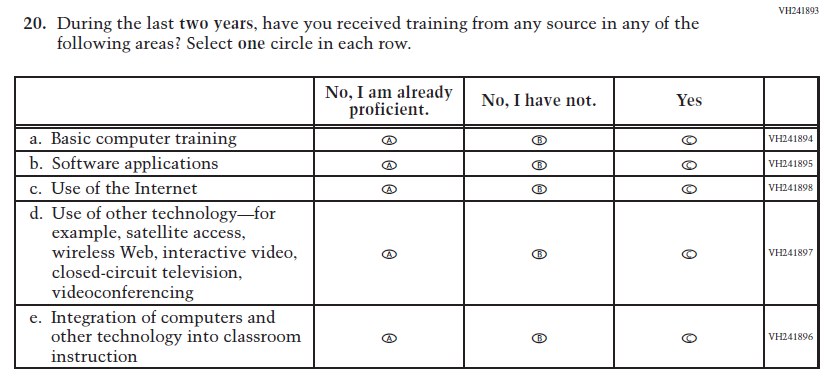 VH241893
20. During the last two years, have you received training from any source in any of the
following areas? Select one circle in each row.
No, I am already
proficient.
No, I have not.
Yes
a. Basic computer training
A B C VH241894
b. Software applications
A B C VH241895
c. Use of the Internet
A B C VH241898
d. Use of other technology—for
example, satellite access,
wireless Web, interactive video,
closed-circuit television,
videoconferencing
A B C VH241897
e. Integration of computers and
other technology into classroom
instruction
A B C VH241896